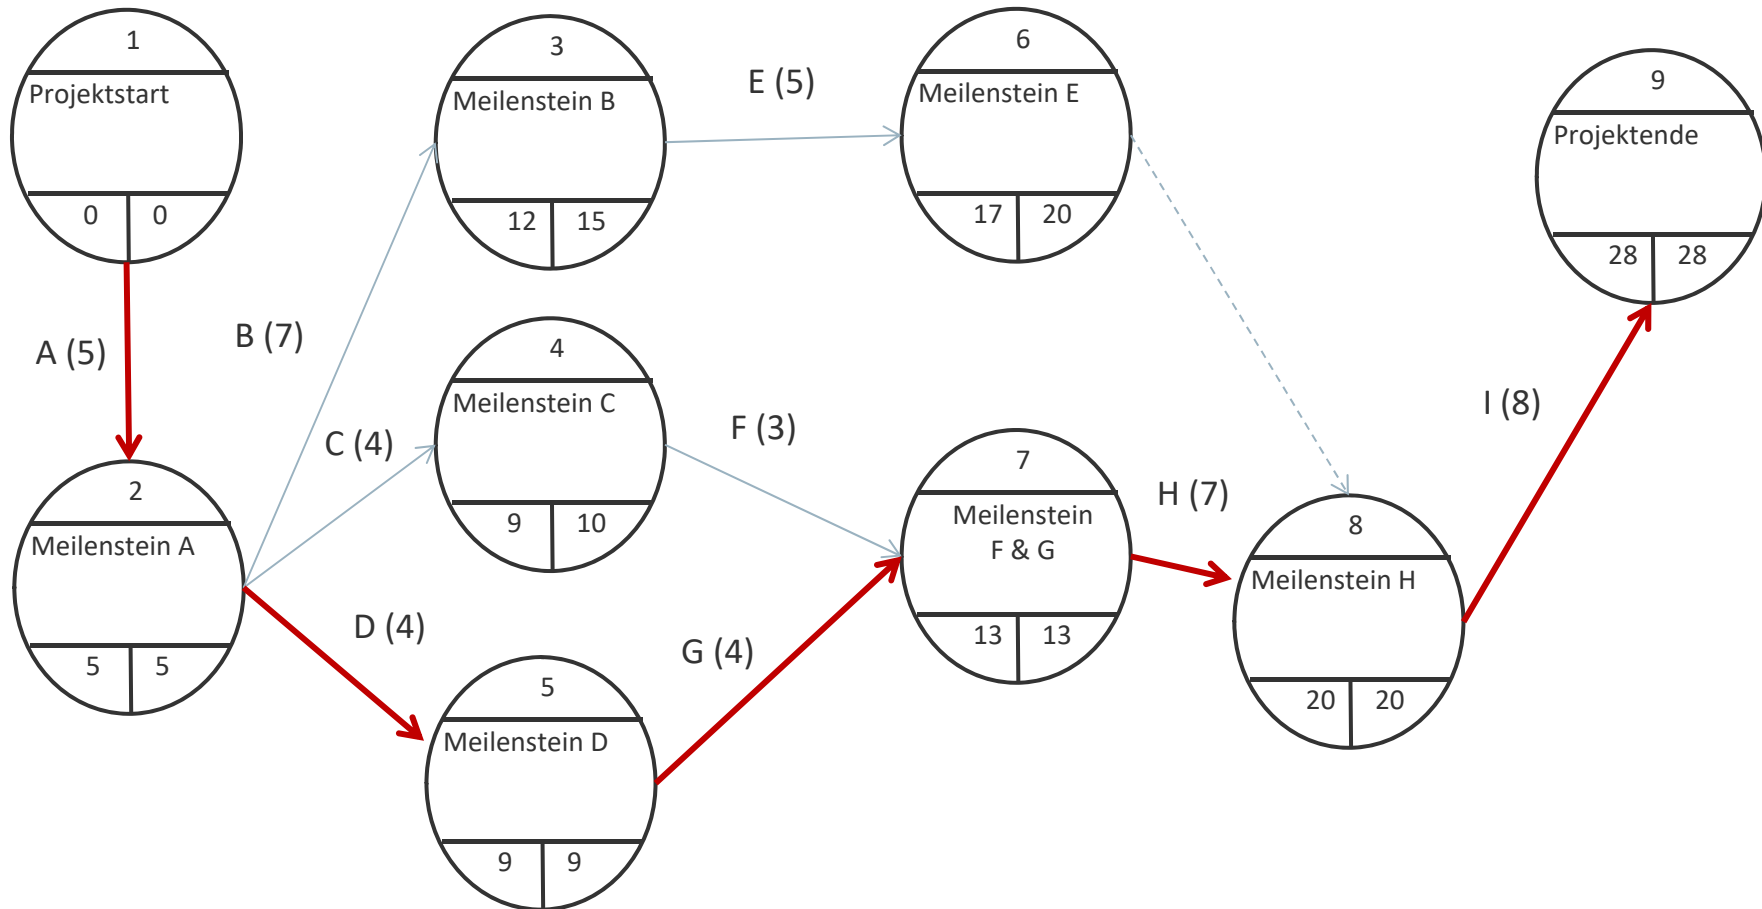 1
Projektstart
0 0
A (5)
2
Meilenstein A
5 5
B (7)
C (4)
D (4)
3
Meilenstein B
12 15
4
Meilenstein C
9 10
5
Meilenstein D
9 9
E (5)
F (3)
G (4)
6
Meilenstein E
17 20
7
Meilenstein
F & G
13 13
H (7)
8
Meilenstein H
20 20
I (8)
9
Projektende
28 28